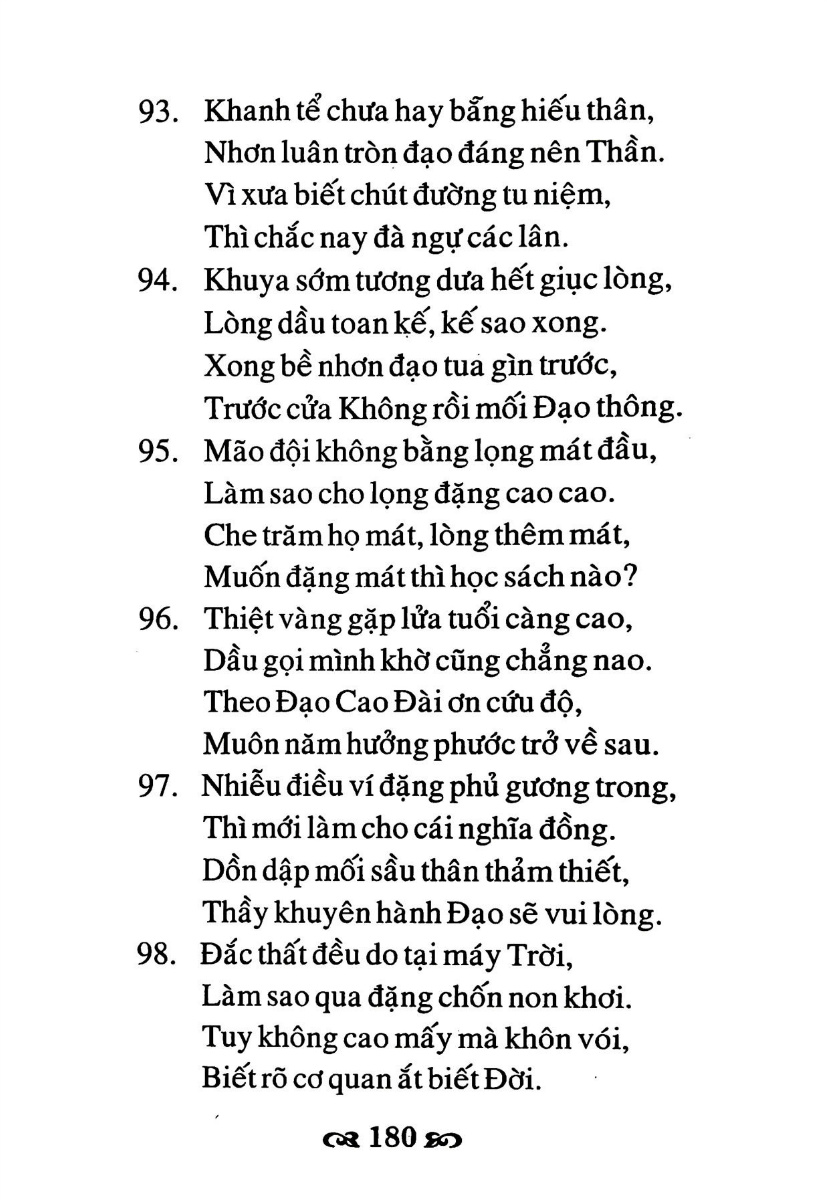 93. Khanh tể chưa hay bẵng hiếu thân,
Nhơn luân tròn đạo đáng nên Thần.
Vì xưa biết chút đường tu niệm,
Thì chắc nay đà ngự các lân.
94. Khuya sớm tương dưa hết giục lòng,
Lòng dầu toan kế, kế sao xong.
Xong bề nhơn đạo tua gìn trước,
Trước cửa Không rồi mối Đạo thông.
95. Mão đội không bằng lọng mát đầu,
Làm sao cho lọng đặng cao cao.
Che trăm họ mát, lòng thêm mát,
Muốn đặng mát thì học sách nào?
96. Thiệt vàng gặp lửa tuổi càng cao,
Dầu gọi mình khờ cũng chẳng nao.
Theo Đạo Cao Đài ơn cứu độ,
Muôn năm hưởng phước trở về sau.
97. Nhiễu điều ví đặng phủ gương trong,
Thì mới làm cho cái nghĩa đồng.
Dồn dập mối sầu thân thảm thiết,
Thầy khuyên hành Đạo sẽ vui lòng.
98. Đắc thất đều do tại máy Trời,
Làm sao qua đặng chốn non khơi.
Tuy không cao mấy mà khôn vói,
Biết rõ cơ quan ắt biết Đời.
180